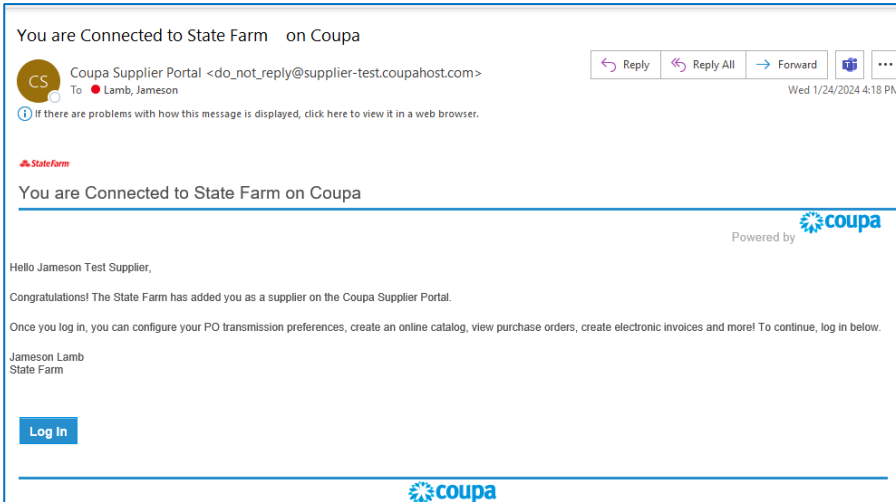 You are Connected to State Farm on Coupa
CS
Coupa Supplier Portal <do_not_reply@supplier-test.coupahost.com>
To Lamb, Jameson
Reply
Reply All
Forward
Wed 1/24/2024 4:18 PM
If there are problems with how this message is displayed, click here to view it in a web browser.
StateFarm
You are Connected to State Farm on Coupa
Powered by coupa
Hello Jameson Test Supplier,
Congratulations! The State Farm has added you as a supplier on the Coupa Supplier Portal.
Once you log in, you can configure your PO transmission preferences, create an online catalog, view purchase orders, create electronic invoices and more! To continue, log in below.
Jameson Lamb
State Farm
Log In
coupa